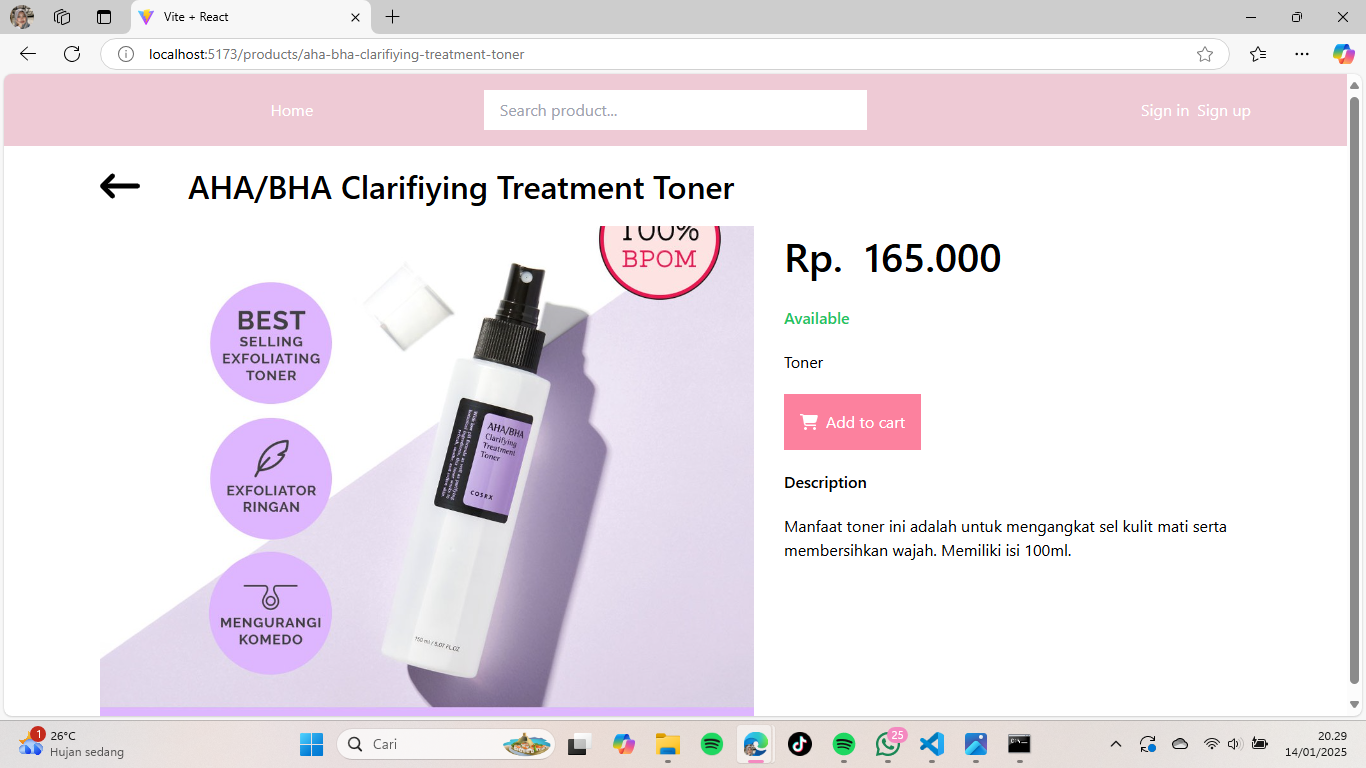 Vite + React
localhost:5173/products/aha-bha-clarifiying-treatment-toner
Home
Search product...
Sign in Sign up
AHA/BHA Clarifiying Treatment Toner
100%
BPOM
BEST
SELLING
EXFOLIATING
TONER
EXFOLIATOR
RINGAN
MENGURANGI
KOMEDO
AHA/BHA
Clarifying
Treatment
Toner
COSRX
150 ml / 5.07 FL.OZ
Rp. 165.000
Available
Toner
Add to cart
Description
Manfaat toner ini adalah untuk mengangkat sel kulit mati serta
membersihkan wajah. Memiliki isi 100ml.
1
26°C
Hujan sedang
Cari
25
20.29
14/01/2025